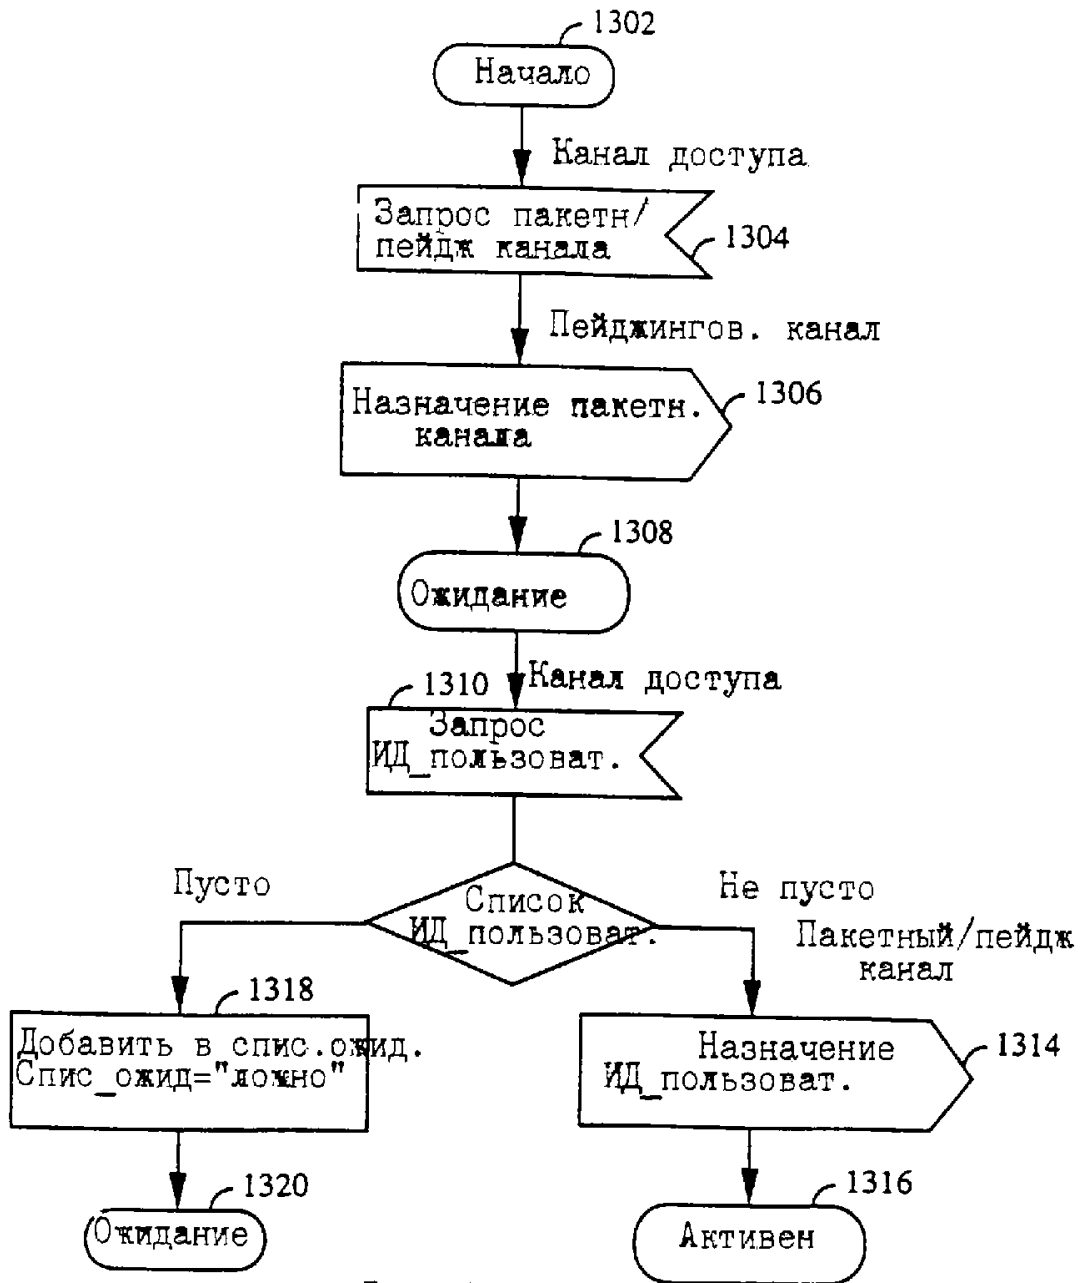 1302
Начало
Канал доступа
Запрос пакетн/
пейдж канала
1304
Пейджингов. канал
Назначение пакетн.
канала
1306
1308
Ожидание
1310
Канал доступа
Запрос
ИД_пользоват.
Пусто
Список
ИД_пользоват.
Не пусто
Пакетный/пейдж
канал
1318
Добавить в спис.ожид.
Спис_ожид="ложно"
Назначение
ИД_пользоват.
1314
1320
Ожидание
1316
Активен